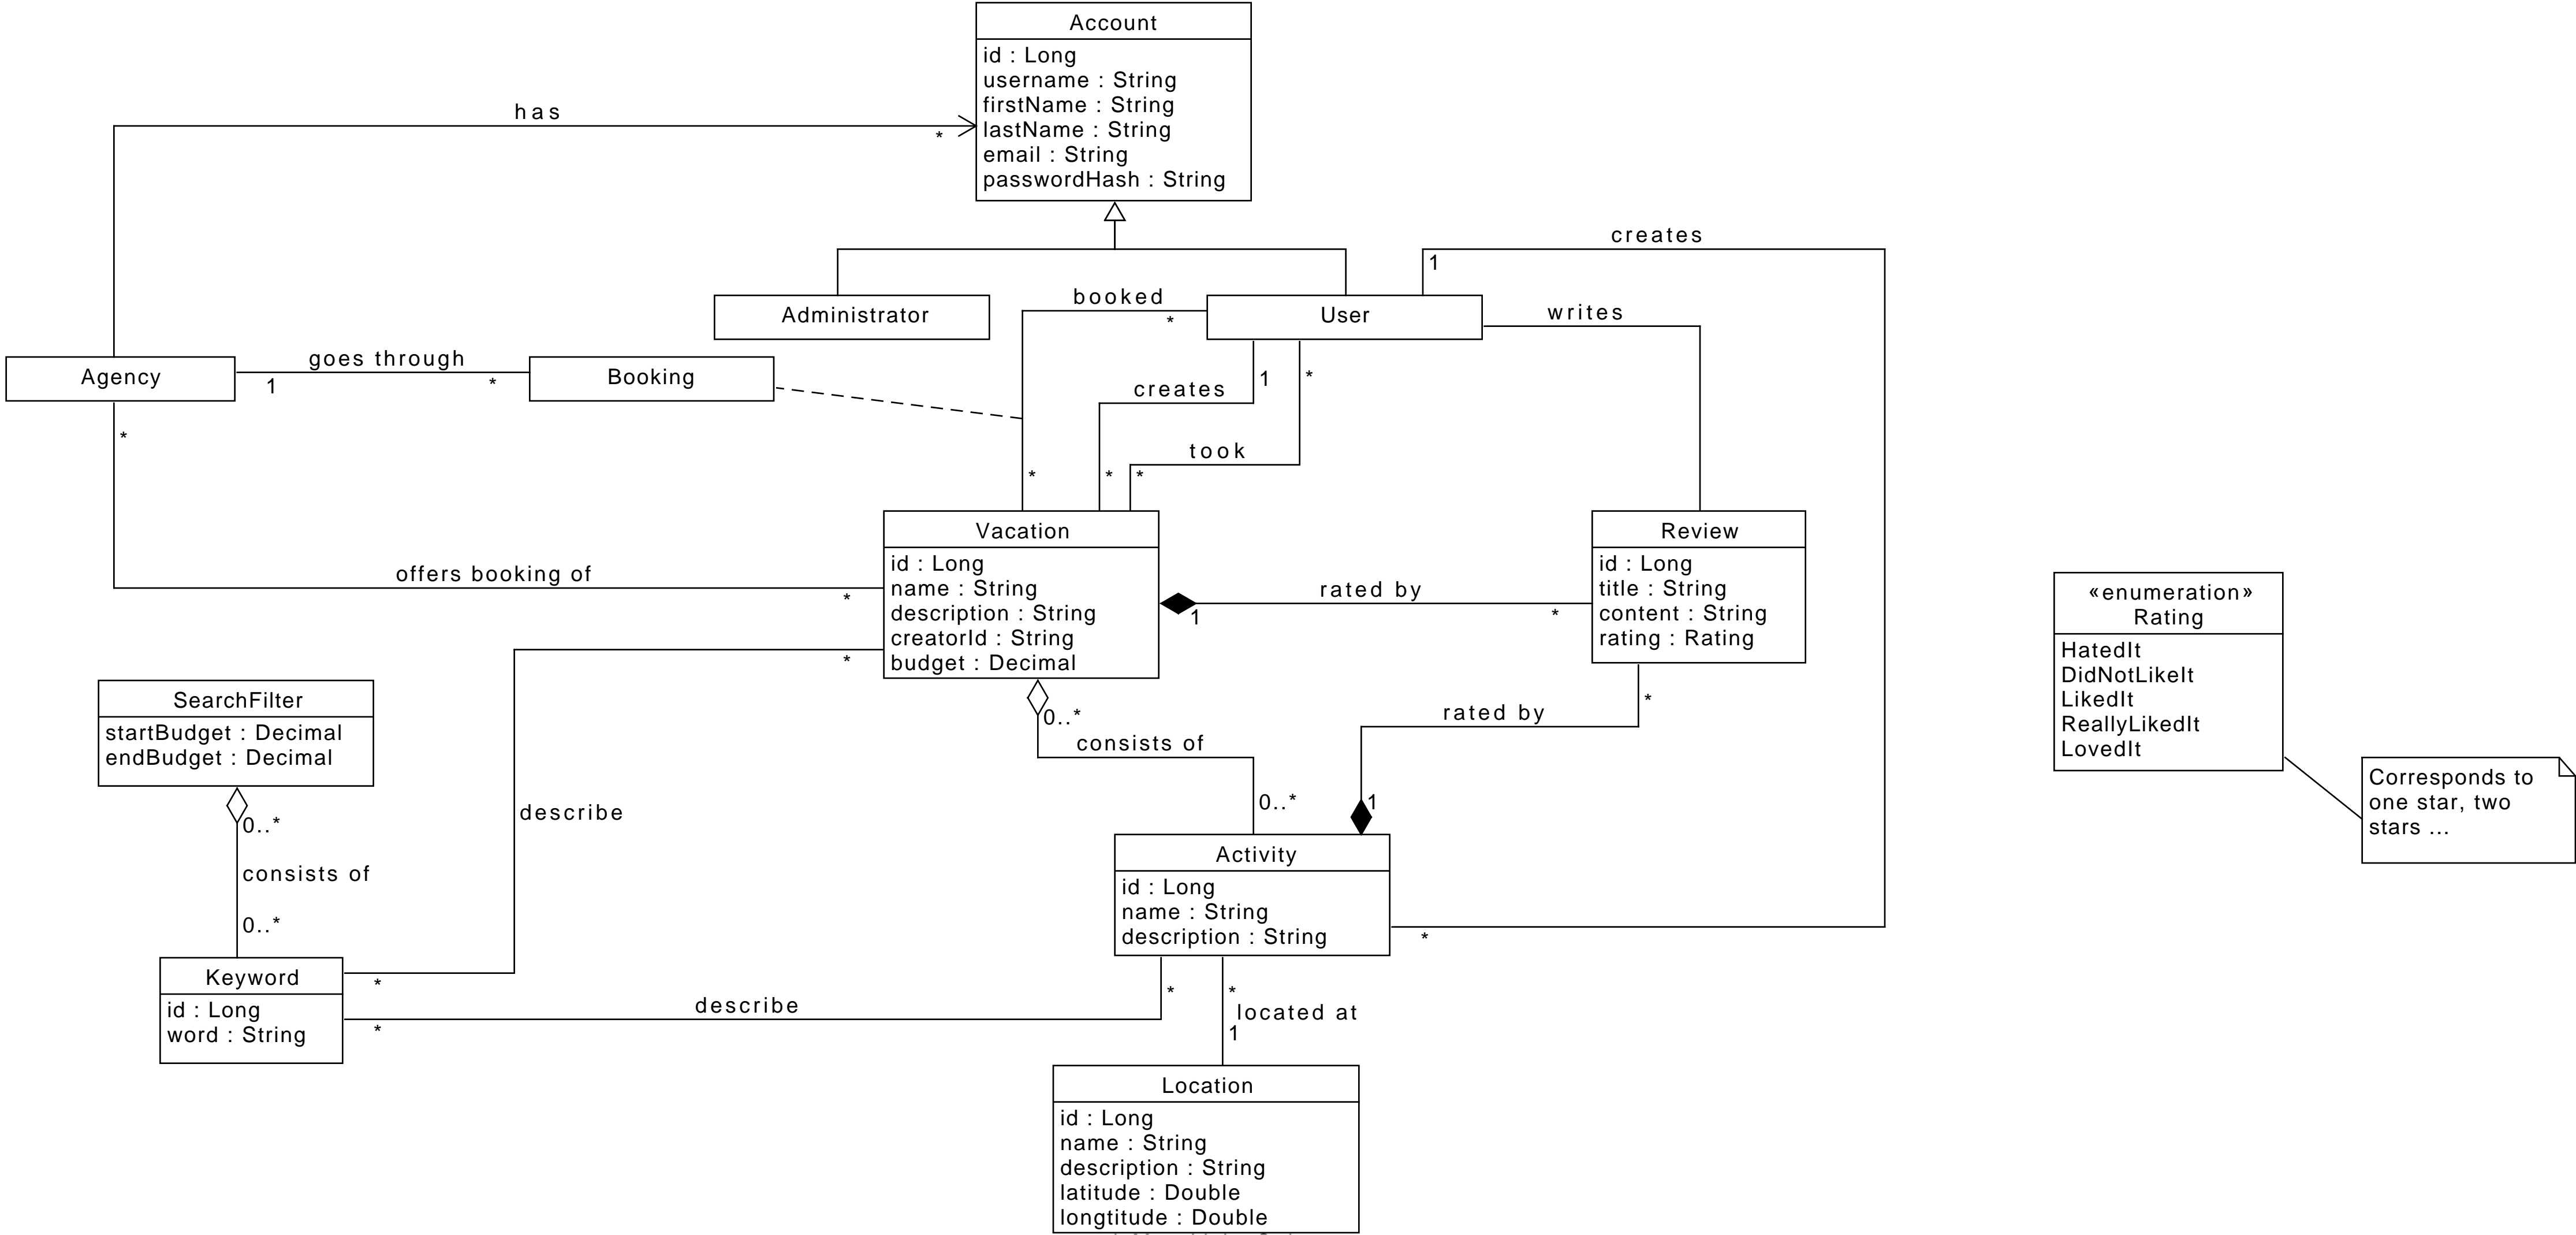 Account
id : Long
username : String
firstName : String
lastName : String
email : String
passwordHash : String
has
*
creates
1
booked
*
Administrator
User
writes
Agency
goes through
1
*
Booking
creates
1
*
*
took
*
*
*
Vacation
id : Long
name : String
description : String
creatorId : String
budget : Decimal
Review
id : Long
title : String
content : String
rating : Rating
offers booking of
*
rated by
1
*
*
«enumeration»
Rating
HatedIt
DidNotLikeIt
LikedIt
ReallyLikedIt
LovedIt
Corresponds to
one star, two
stars ...
SearchFilter
startBudget : Decimal
endBudget : Decimal
0..*
consists of
0..*
describe
0..*
consists of
0..*
rated by
*
1
Activity
id : Long
name : String
description : String
*
Keyword
id : Long
word : String
*
*
describe
*
*
located at
1
Location
id : Long
name : String
description : String
latitude : Double
longtitude : Double